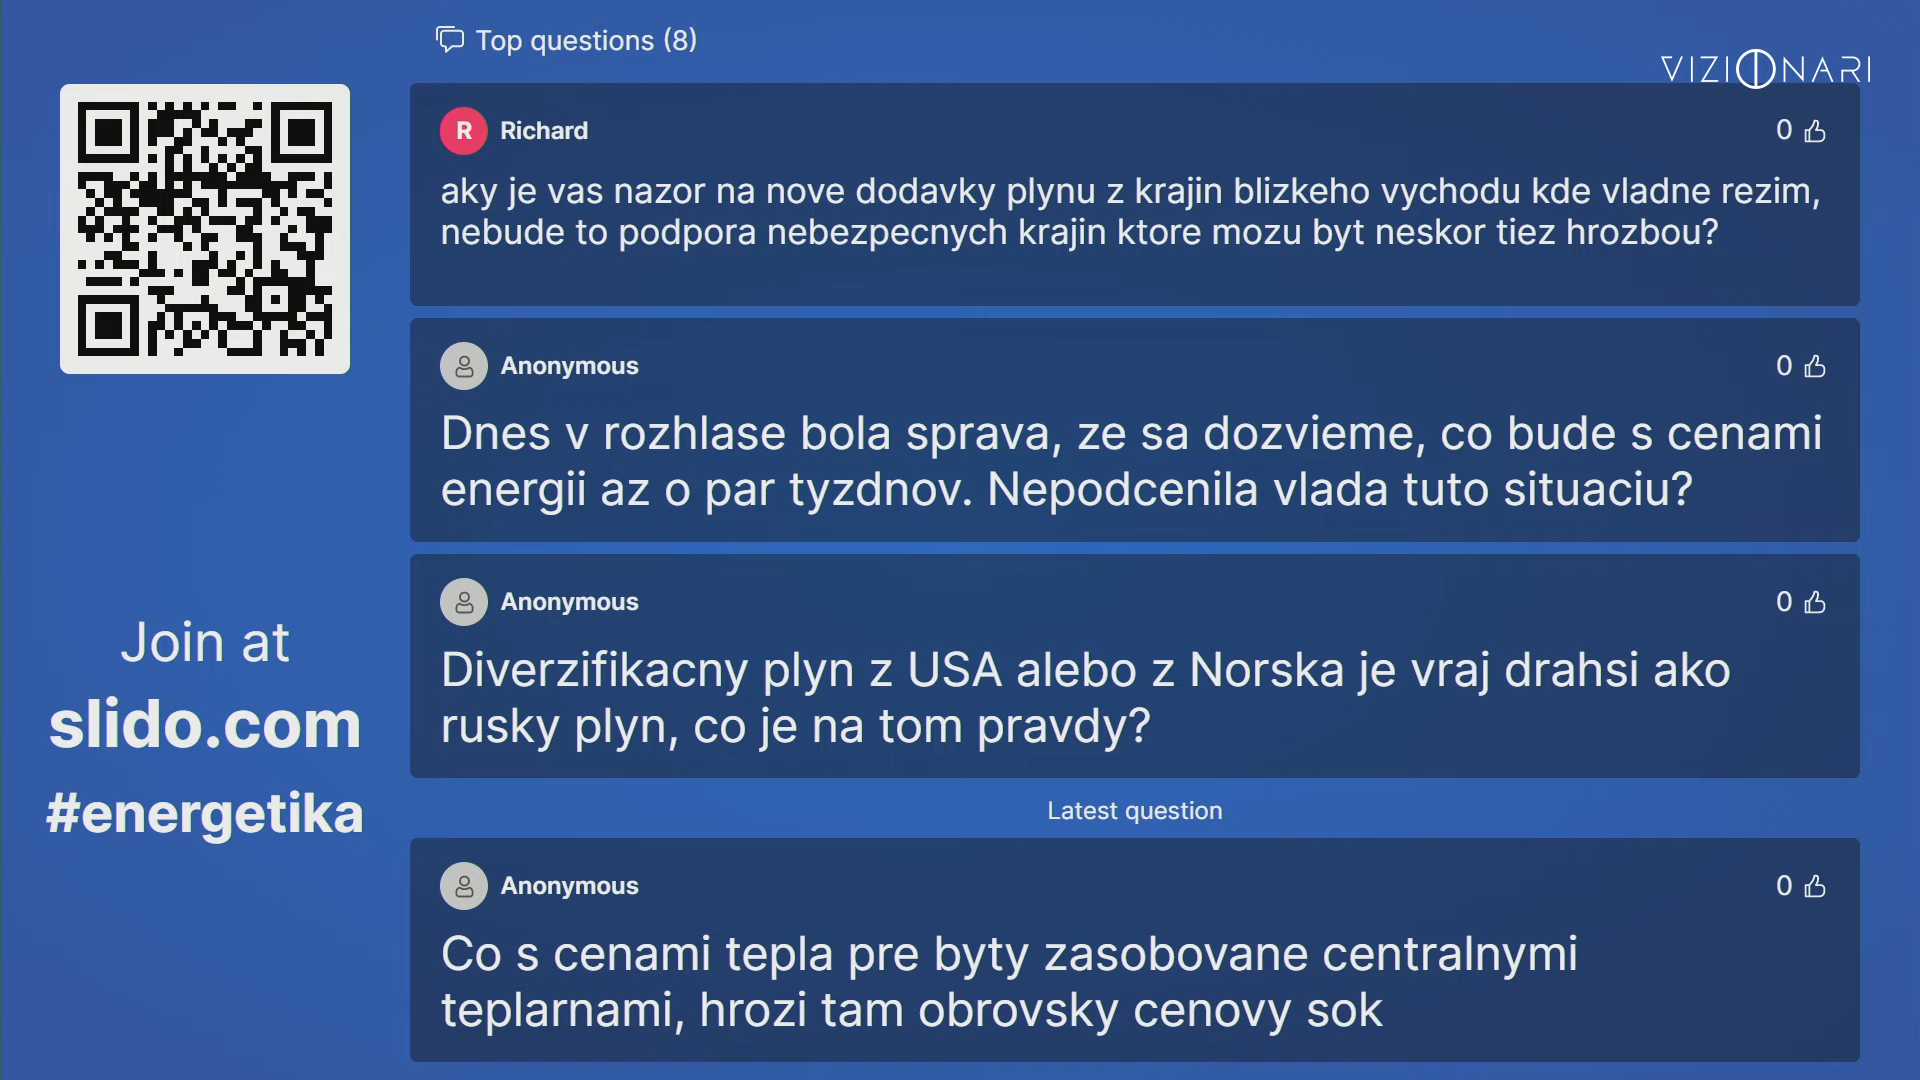 Top questions (8)
VIZIONARI
R Richard 0
aky je vas nazor na nove dodavky plynu z krajin blizkeho vychodu kde vladne rezim,
nebude to podpora nebezpecnych krajin ktore mozu byt neskor tiez hrozbou?
Anonymous 0
Dnes v rozhlase bola sprava, ze sa dozvieme, co bude s cenami
energii az o par tyzdnov. Nepodcenila vlada tuto situaciu?
Anonymous 0
Diverzifikacny plyn z USA alebo z Norska je vraj drahsi ako
rusky plyn, co je na tom pravdy?
Latest question
Anonymous 0
Co s cenami tepla pre byty zasobovane centralnymi
teplarnami, hrozi tam obrovsky cenovy sok
Join at
slido.com
#energetika